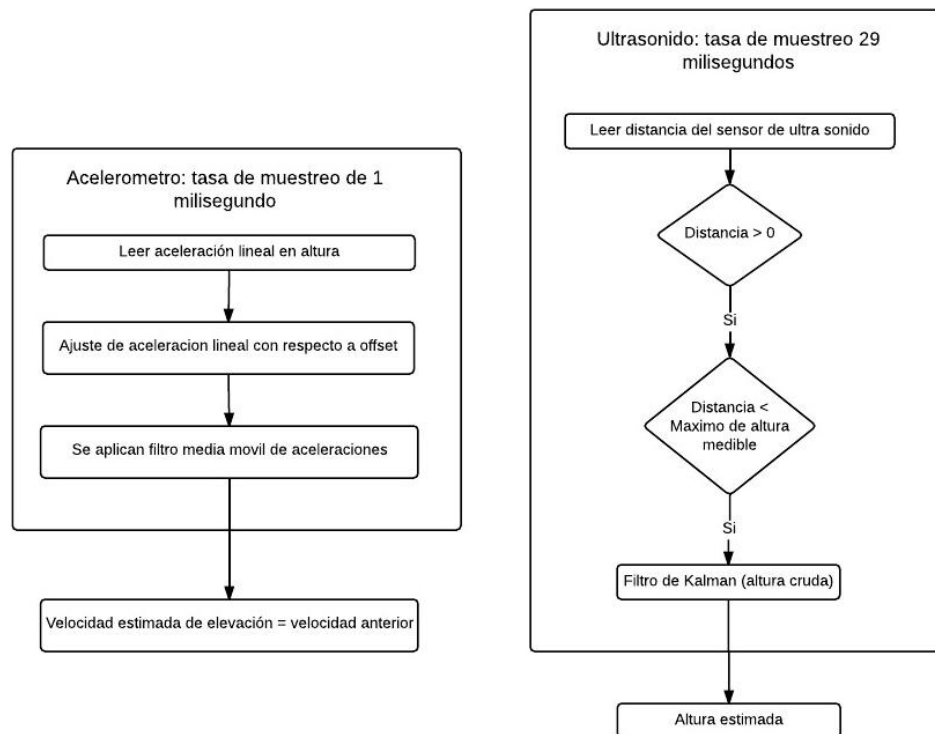 Acelerometro: tasa de muestreo de 1
milisegundo
Leer aceleración lineal en altura
Ajuste de aceleracion lineal con respecto a offset
Se aplican filtro media movil de aceleraciones
Velocidad estimada de elevación = velocidad anterior
Ultrasonido: tasa de muestreo 29
milisegundos
Leer distancia del sensor de ultra sonido
Distancia > 0
Si
Distancia <
Maximo de altura
medible
Si
Filtro de Kalman (altura cruda)
Altura estimada